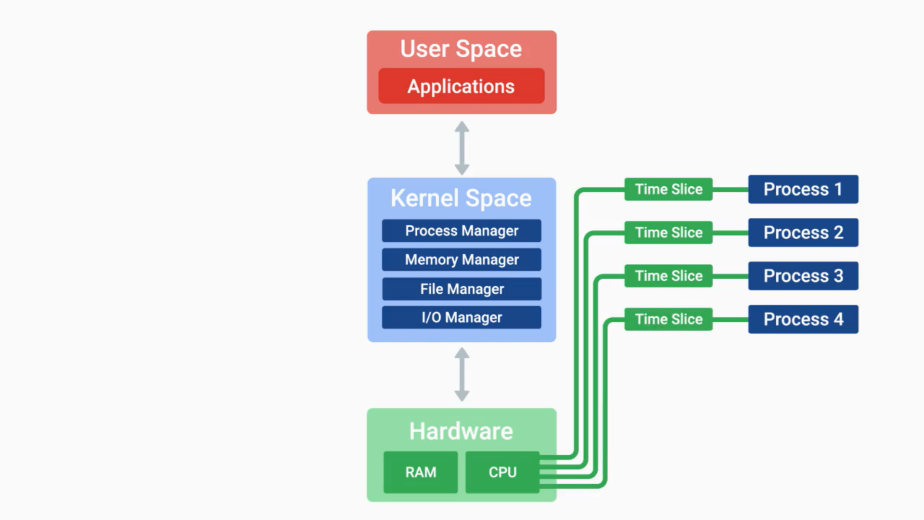 User Space
Applications
Kernel Space
Process Manager
Memory Manager
File Manager
I/O Manager
Hardware
RAM
CPU
Time Slice
Process 1
Time Slice
Process 2
Time Slice
Process 3
Time Slice
Process 4